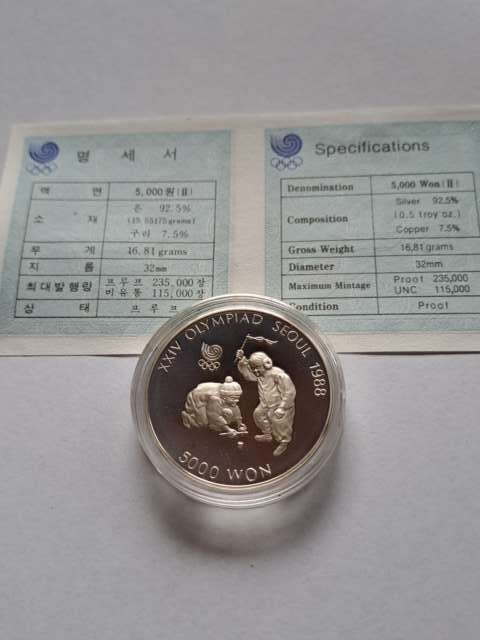 명 세 서
액 면 5,000원(Ⅱ)
소 재 은 92.5%
(15.55175grams)
구리 7.5%
무 게 16.81 grams
지 름 32mm
최대발행량 프루프 235,000장
미유통 115,000장
상 태 프 루 프
Specifications
Denomination 5,000 Won(Ⅱ)
Composition Silver 92.5%
(0.5 troy oz.)
Copper 7.5%
Gross Weight 16.81 grams
Diameter 32mm
Maximum Mintage Proof 235,000
UNC 115,000
Condition Proof
XXIV OLYMPIAD SEOUL 1988
5000 WON